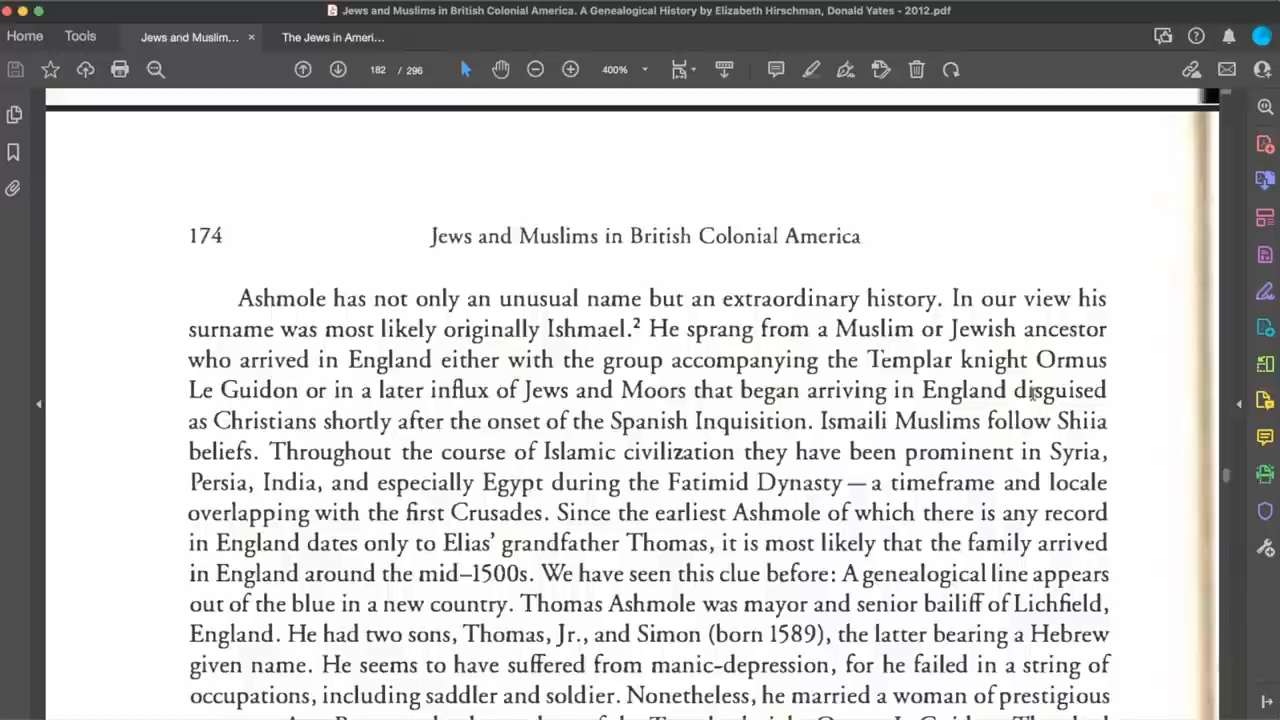 Jews and Muslims in British Colonial America. A Genealogical History by Elizabeth Hirschman, Donald Yates - 2012.pdf
Home Tools Jews and Muslim... × The Jews in Ameri...
182 / 296 400%
174 Jews and Muslims in British Colonial America
Ashmole has not only an unusual name but an extraordinary history. In our view his
surname was most likely originally Ishmael.² He sprang from a Muslim or Jewish ancestor
who arrived in England either with the group accompanying the Templar knight Ormus
Le Guidon or in a later influx of Jews and Moors that began arriving in England disguised
as Christians shortly after the onset of the Spanish Inquisition. Ismaili Muslims follow Shiia
beliefs. Throughout the course of Islamic civilization they have been prominent in Syria,
Persia, India, and especially Egypt during the Fatimid Dynasty—a timeframe and locale
overlapping with the first Crusades. Since the earliest Ashmole of which there is any record
in England dates only to Elias' grandfather Thomas, it is most likely that the family arrived
in England around the mid–1500s. We have seen this clue before: A genealogical line appears
out of the blue in a new country. Thomas Ashmole was mayor and senior bailiff of Lichfield,
England. He had two sons, Thomas, Jr., and Simon (born 1589), the latter bearing a Hebrew
given name. He seems to have suffered from manic-depression, for he failed in a string of
occupations, including saddler and soldier. Nonetheless, he married a woman of prestigious